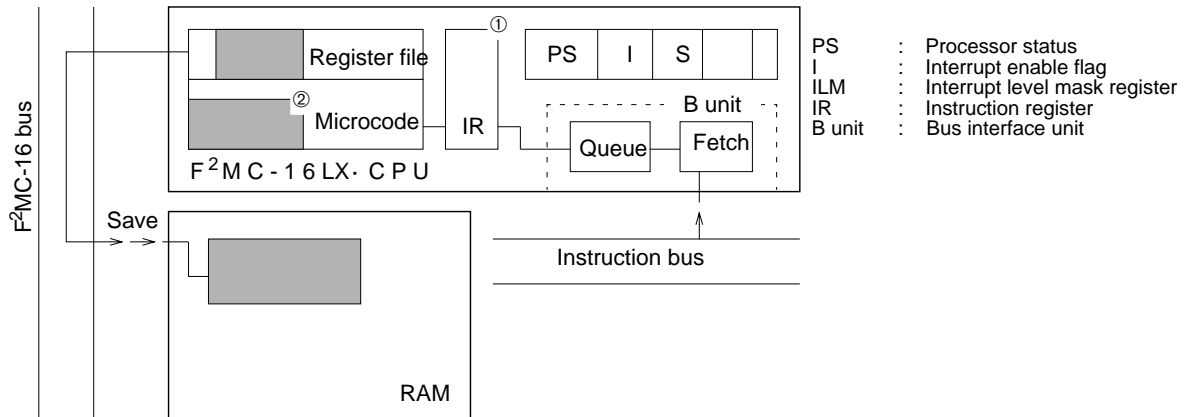 ①
Register file
PS I S
②
Microcode
IR
B unit
Queue
Fetch
F²MC-16LX·CPU
PS : Processor status
I : Interrupt enable flag
ILM : Interrupt level mask register
IR : Instruction register
B unit : Bus interface unit
F²MC-16 bus
Save
Instruction bus
RAM